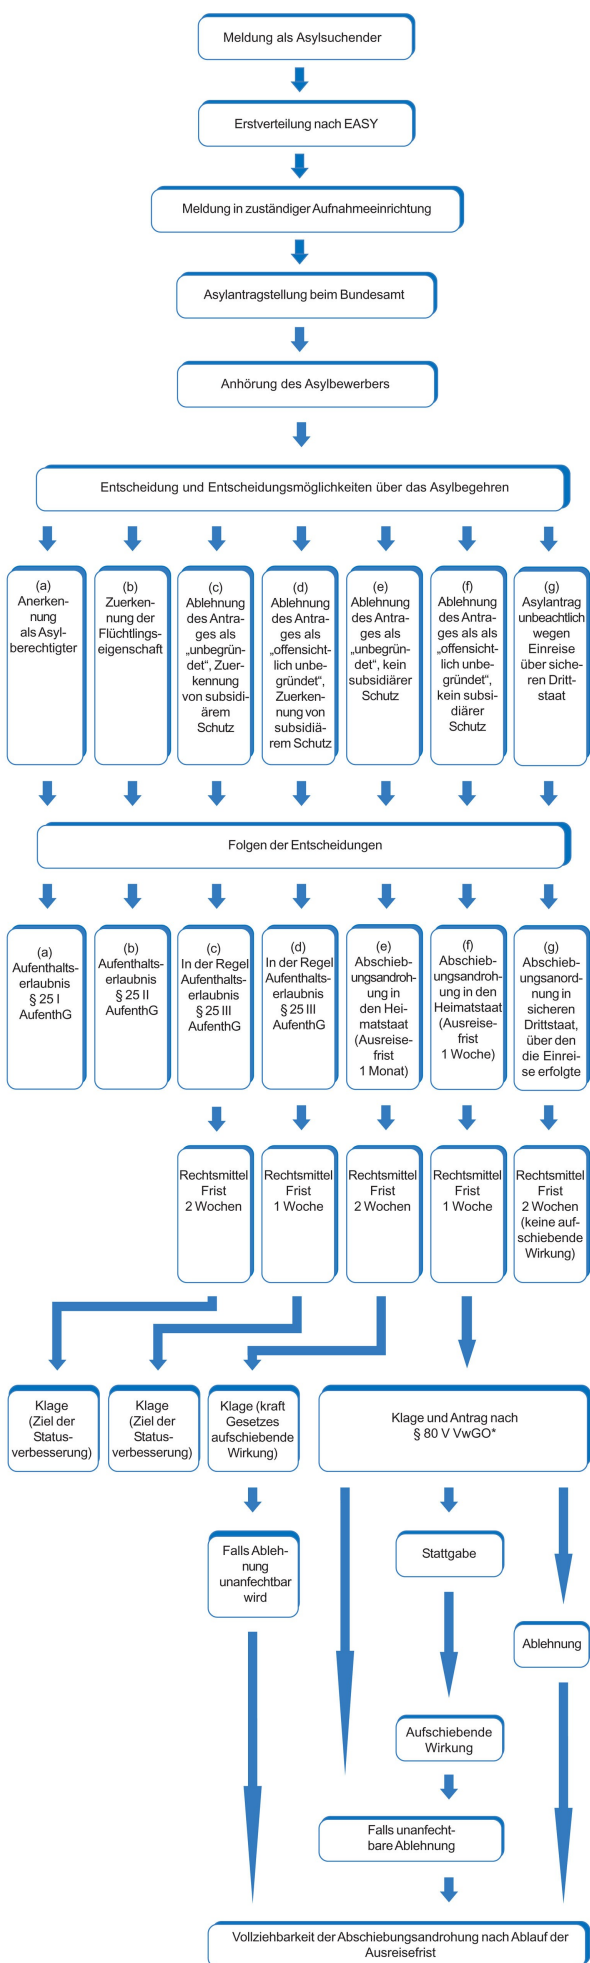 Meldung als Asylsuchender
Erstverteilung nach EASY
Meldung in zuständiger Aufnahmeeinrichtung
Asylantragstellung beim Bundesamt
Anhörung des Asylbewerbers
Entscheidung und Entscheidungsmöglichkeiten über das Asylbegehren
(a)
Anerken-
nung
als Asyl-
berechtigter
(b)
Zuerken-
nung der
Flüchtlings-
eigenschaft
(c)
Ablehnung
des Antra-
ges als
„unbegrün-
det“, Zuer-
kennung
von subsidi-
ärem
Schutz
(d)
Ablehnung
des Antra-
ges als
„offensicht-
lich unbe-
gründet“,
Zuerken-
nung von
subsidiä-
rem Schutz
(e)
Ablehnung
des Antra-
ges als
„unbegrün-
det“, kein
subsidiärer
Schutz
(f)
Ablehnung
des Antra-
ges als als
„offensicht-
lich unbe-
gründet“,
kein subsi-
diärer
Schutz
(g)
Asylantrag
unbeachtlich
wegen
Einreise
über siche-
ren Dritt-
staat
Folgen der Entscheidungen
(a)
Aufenthalts-
erlaubnis
§ 25 I
AufenthG
(b)
Aufenthalts-
erlaubnis
§ 25 II
AufenthG
(c)
In der Regel
Aufenthalts-
erlaubnis
§ 25 III
AufenthG
(d)
In der Regel
Aufenthalts-
erlaubnis
§ 25 III
AufenthG
(e)
Abschieb-
ungsandroh-
ung in
den Hei-
matstaat
(Ausreise-
frist
1 Monat)
(f)
Abschieb-
ungsandroh-
ung in den
Heimatstaat
(Ausreise-
frist
1 Woche)
(g)
Abschieb-
ungsanord-
nung in
sicheren
Drittstaat,
über den
die Einrei-
se erfolgte
Rechtsmittel
Frist
2 Wochen
Rechtsmittel
Frist
1 Woche
Rechtsmittel
Frist
2 Wochen
Rechtsmittel
Frist
1 Woche
Rechtsmittel
Frist
2 Wochen
(keine auf-
schiebende
Wirkung)
Klage
(Ziel der
Status-
verbesserung)
Klage
(Ziel der
Status-
verbesserung)
Klage (kraft
Gesetzes
aufschiebende
Wirkung)
Klage und Antrag nach
§ 80 V VwGO*
Falls Ableh-
nung
unanfechtbar
wird
Stattgabe
Ablehnung
Aufschiebende
Wirkung
Falls unanfecht-
bare Ablehnung
Vollziehbarkeit der Abschiebungsandrohung nach Ablauf der
Ausreisefrist